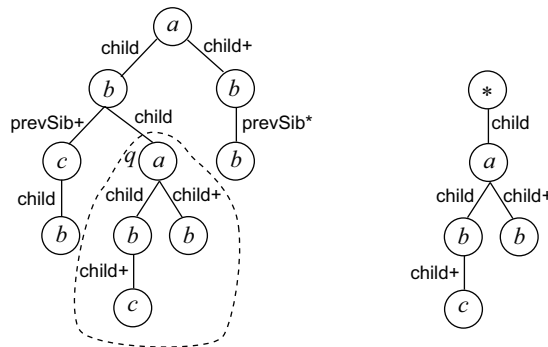 a
child child+
b b *
prevSib+ child prevSib* child
c q a b a
child child child+ child child+
b b b b b
child+ child+
c c